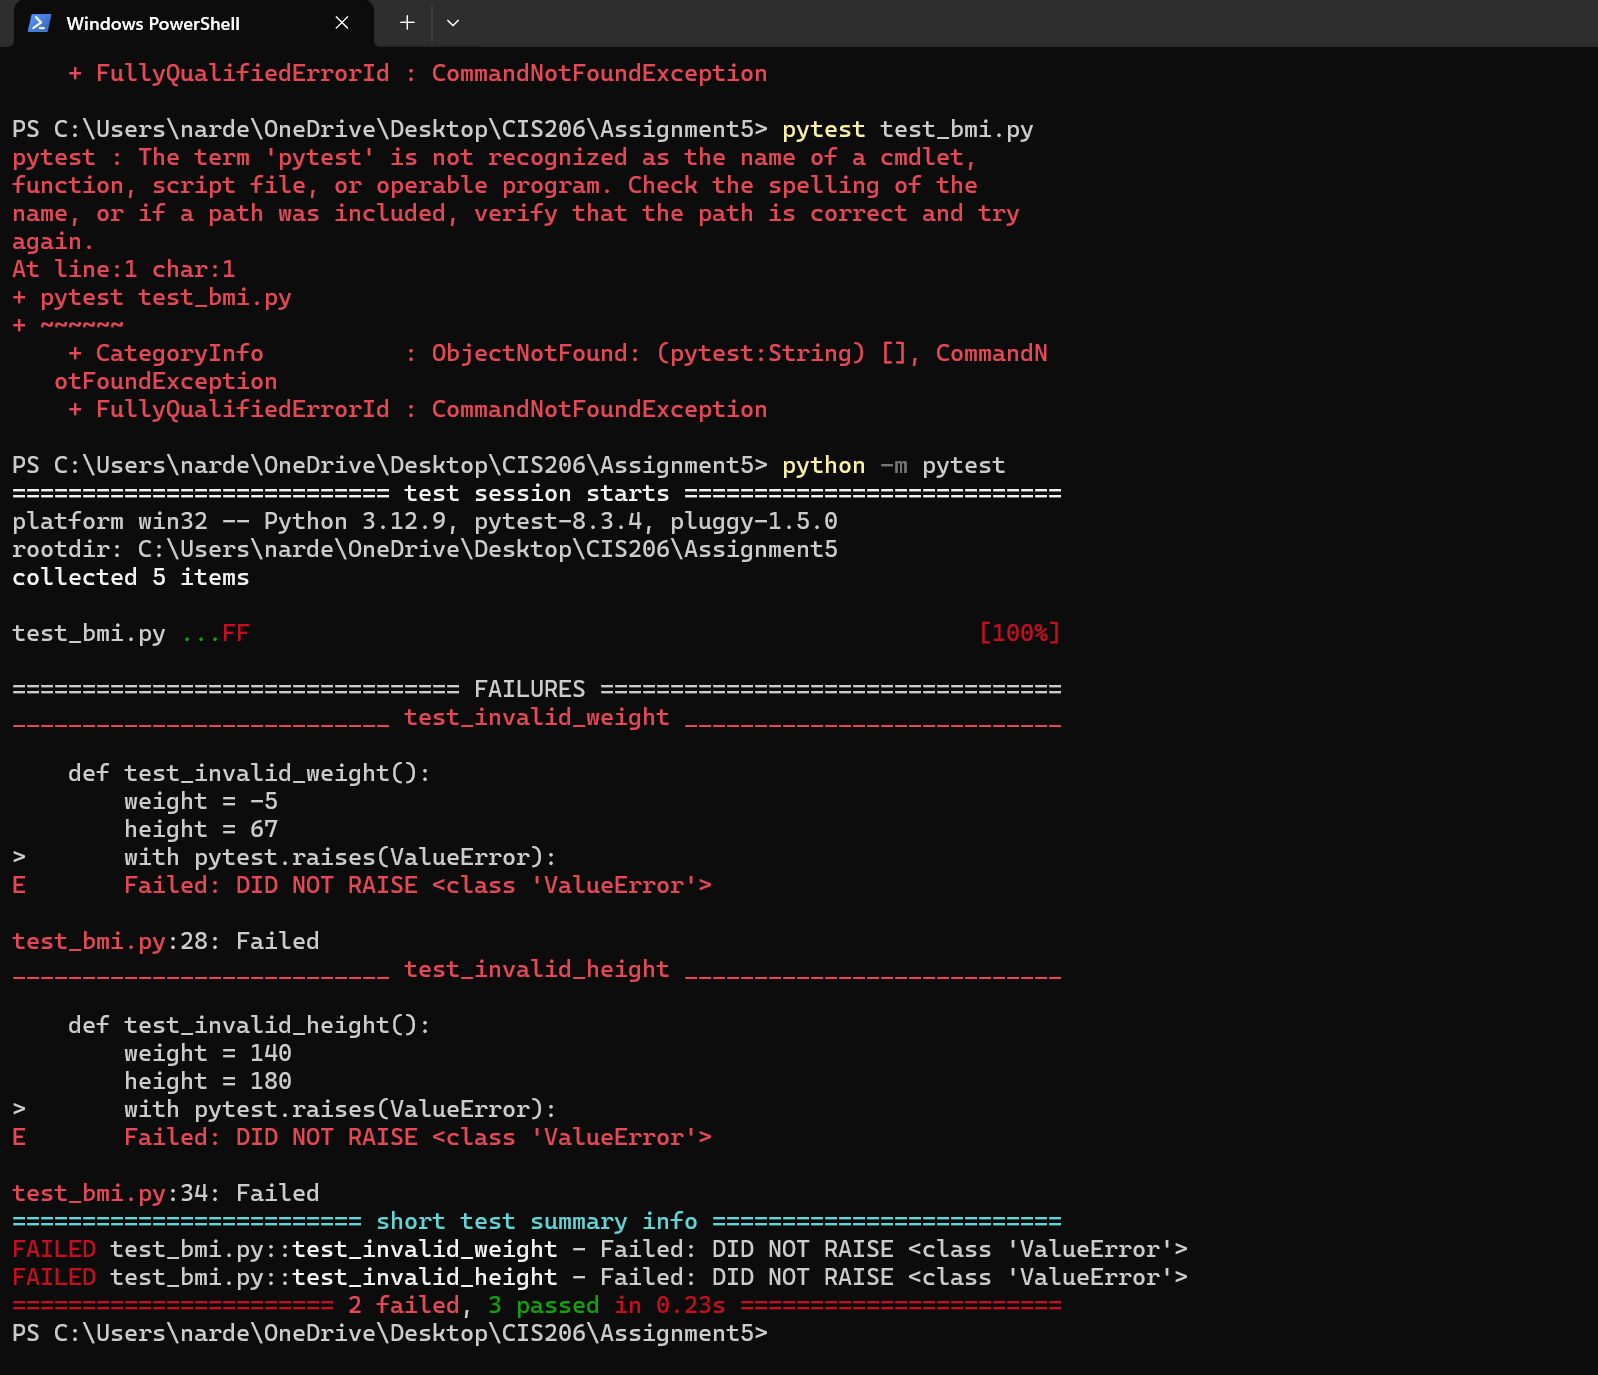 Windows PowerShell
    + FullyQualifiedErrorId : CommandNotFoundException
PS C:\Users\narde\OneDrive\Desktop\CIS206\Assignment5> pytest test_bmi.py
pytest : The term 'pytest' is not recognized as the name of a cmdlet,
function, script file, or operable program. Check the spelling of the
name, or if a path was included, verify that the path is correct and try
again.
At line:1 char:1
+ pytest test_bmi.py
+ ~~~~~~
    + CategoryInfo          : ObjectNotFound: (pytest:String) [], CommandN
   otFoundException
    + FullyQualifiedErrorId : CommandNotFoundException
PS C:\Users\narde\OneDrive\Desktop\CIS206\Assignment5> python -m pytest
=========================== test session starts ===========================
platform win32 -- Python 3.12.9, pytest-8.3.4, pluggy-1.5.0
rootdir: C:\Users\narde\OneDrive\Desktop\CIS206\Assignment5
collected 5 items
test_bmi.py ...FF                                                    [100%]
================================ FAILURES =================================
___________________________ test_invalid_weight ___________________________
    def test_invalid_weight():
        weight = -5
        height = 67
>       with pytest.raises(ValueError):
E       Failed: DID NOT RAISE <class 'ValueError'>
test_bmi.py:28: Failed
___________________________ test_invalid_height ___________________________
    def test_invalid_height():
        weight = 140
        height = 180
>       with pytest.raises(ValueError):
E       Failed: DID NOT RAISE <class 'ValueError'>
test_bmi.py:34: Failed
========================= short test summary info =========================
FAILED test_bmi.py::test_invalid_weight - Failed: DID NOT RAISE <class 'ValueError'>
FAILED test_bmi.py::test_invalid_height - Failed: DID NOT RAISE <class 'ValueError'>
======================= 2 failed, 3 passed in 0.23s =======================
PS C:\Users\narde\OneDrive\Desktop\CIS206\Assignment5>